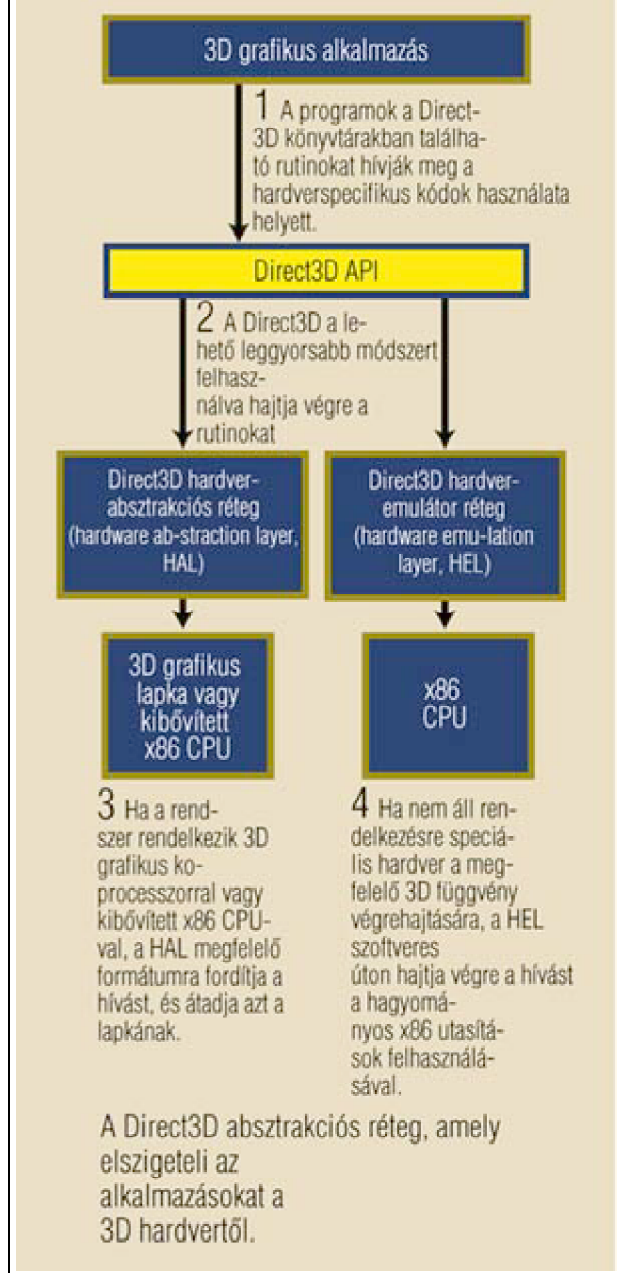 3D grafikus alkalmazás
1 A programok a Direct-
3D könyvtárakban találha-
tó rutinokat hívják meg a
hardverspecifikus kódok használata
helyett.
Direct3D API
2 A Direct3D a le-
hető leggyorsabb módszert
felhasz-
nálva hajtja végre a
rutinokat
Direct3D hardver-
absztrakciós réteg
(hardware ab-straction layer,
HAL)
Direct3D hardver-
emulátor réteg
(hardware emu-lation
layer, HEL)
3D grafikus
lapka vagy
kibővített
x86 CPU
x86
CPU
3 Ha a rend-
szer rendelkezik 3D
grafikus ko-
processzorral vagy
kibővített x86 CPU-
val, a HAL megfelelő
formátumra fordítja a
hívást, és átadja azt a
lapkának.
4 Ha nem áll ren-
delkezésre speciá-
lis hardver a meg-
felelő 3D függvény
végrehajtására, a HEL
szoftveres
úton hajtja végre a hívást
a hagyomá-
nyos x86 utasítá-
sok felhasználá-
sával.
A Direct3D absztrakciós réteg, amely
elszigeteli az
alkalmazásokat a
3D hardvertől.